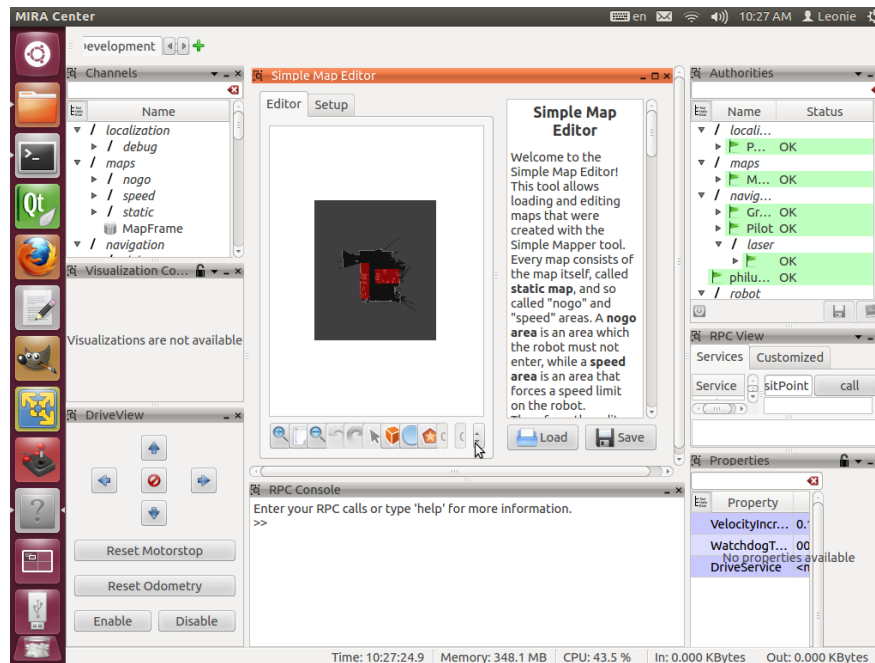 MIRA Center
en
10:27 AM
Leonie
evelopment
Channels
Name
/ localization
/ debug
/ maps
/ nogo
/ speed
/ static
MapFrame
/ navigation
Visualization Co...
Visualizations are not available
DriveView
Reset Motorstop
Reset Odometry
Enable
Disable
Simple Map Editor
Editor
Setup
Simple Map
Editor
Welcome to the
Simple Map Editor!
This tool allows
loading and editing
maps that were
created with the
Simple Mapper tool.
Every map consists of
the map itself, called
static map, and so
called "nogo" and
"speed" areas. A nogo
area is an area which
the robot must not
enter, while a speed
area is an area that
forces a speed limit
on the robot.
Load
Save
RPC Console
Enter your RPC calls or type 'help' for more information.
>>
Authorities
Name
Status
/ locali...
P... OK
/ maps
M... OK
/ navig...
Gr... OK
Pilot OK
/ laser
OK
philu... OK
/ robot
RPC View
Services
Customized
Service
sitPoint
call
Properties
Property
VelocityIncr... 0.
WatchdogT... 00
No properties available
DriveService <n
Time: 10:27:24.9
Memory: 348.1 MB
CPU: 43.5 %
In: 0.000 KBytes
Out: 0.000 KBytes